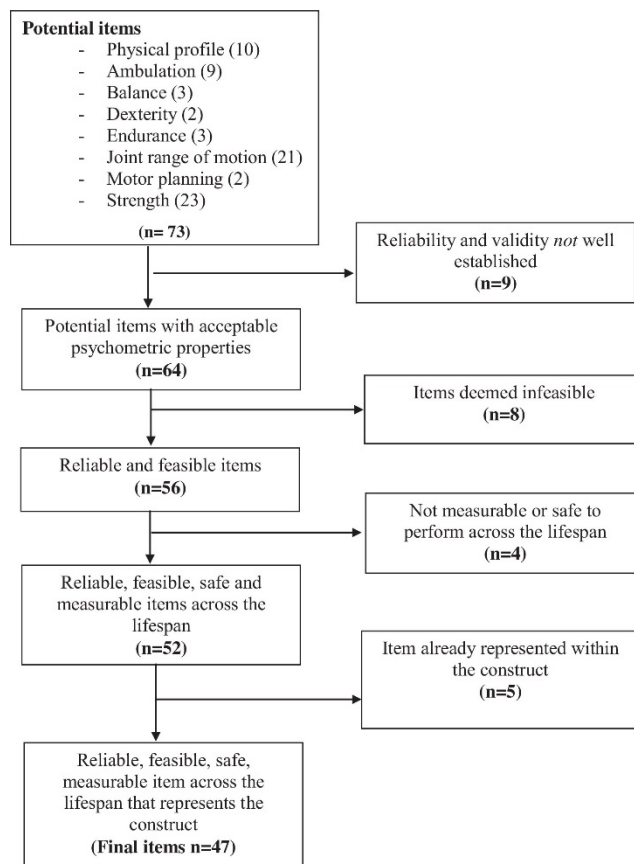 Potential items
- Physical profile (10)
- Ambulation (9)
- Balance (3)
- Dexterity (2)
- Endurance (3)
- Joint range of motion (21)
- Motor planning (2)
- Strength (23)
(n= 73)
Reliability and validity not well
established
(n=9)
Potential items with acceptable
psychometric properties
(n=64)
Items deemed infeasible
(n=8)
Reliable and feasible items
(n=56)
Not measurable or safe to
perform across the lifespan
(n=4)
Reliable, feasible, safe and
measurable items across the
lifespan
(n=52)
Item already represented within
the construct
(n=5)
Reliable, feasible, safe,
measurable item across the
lifespan that represents the
construct
(Final items n=47)